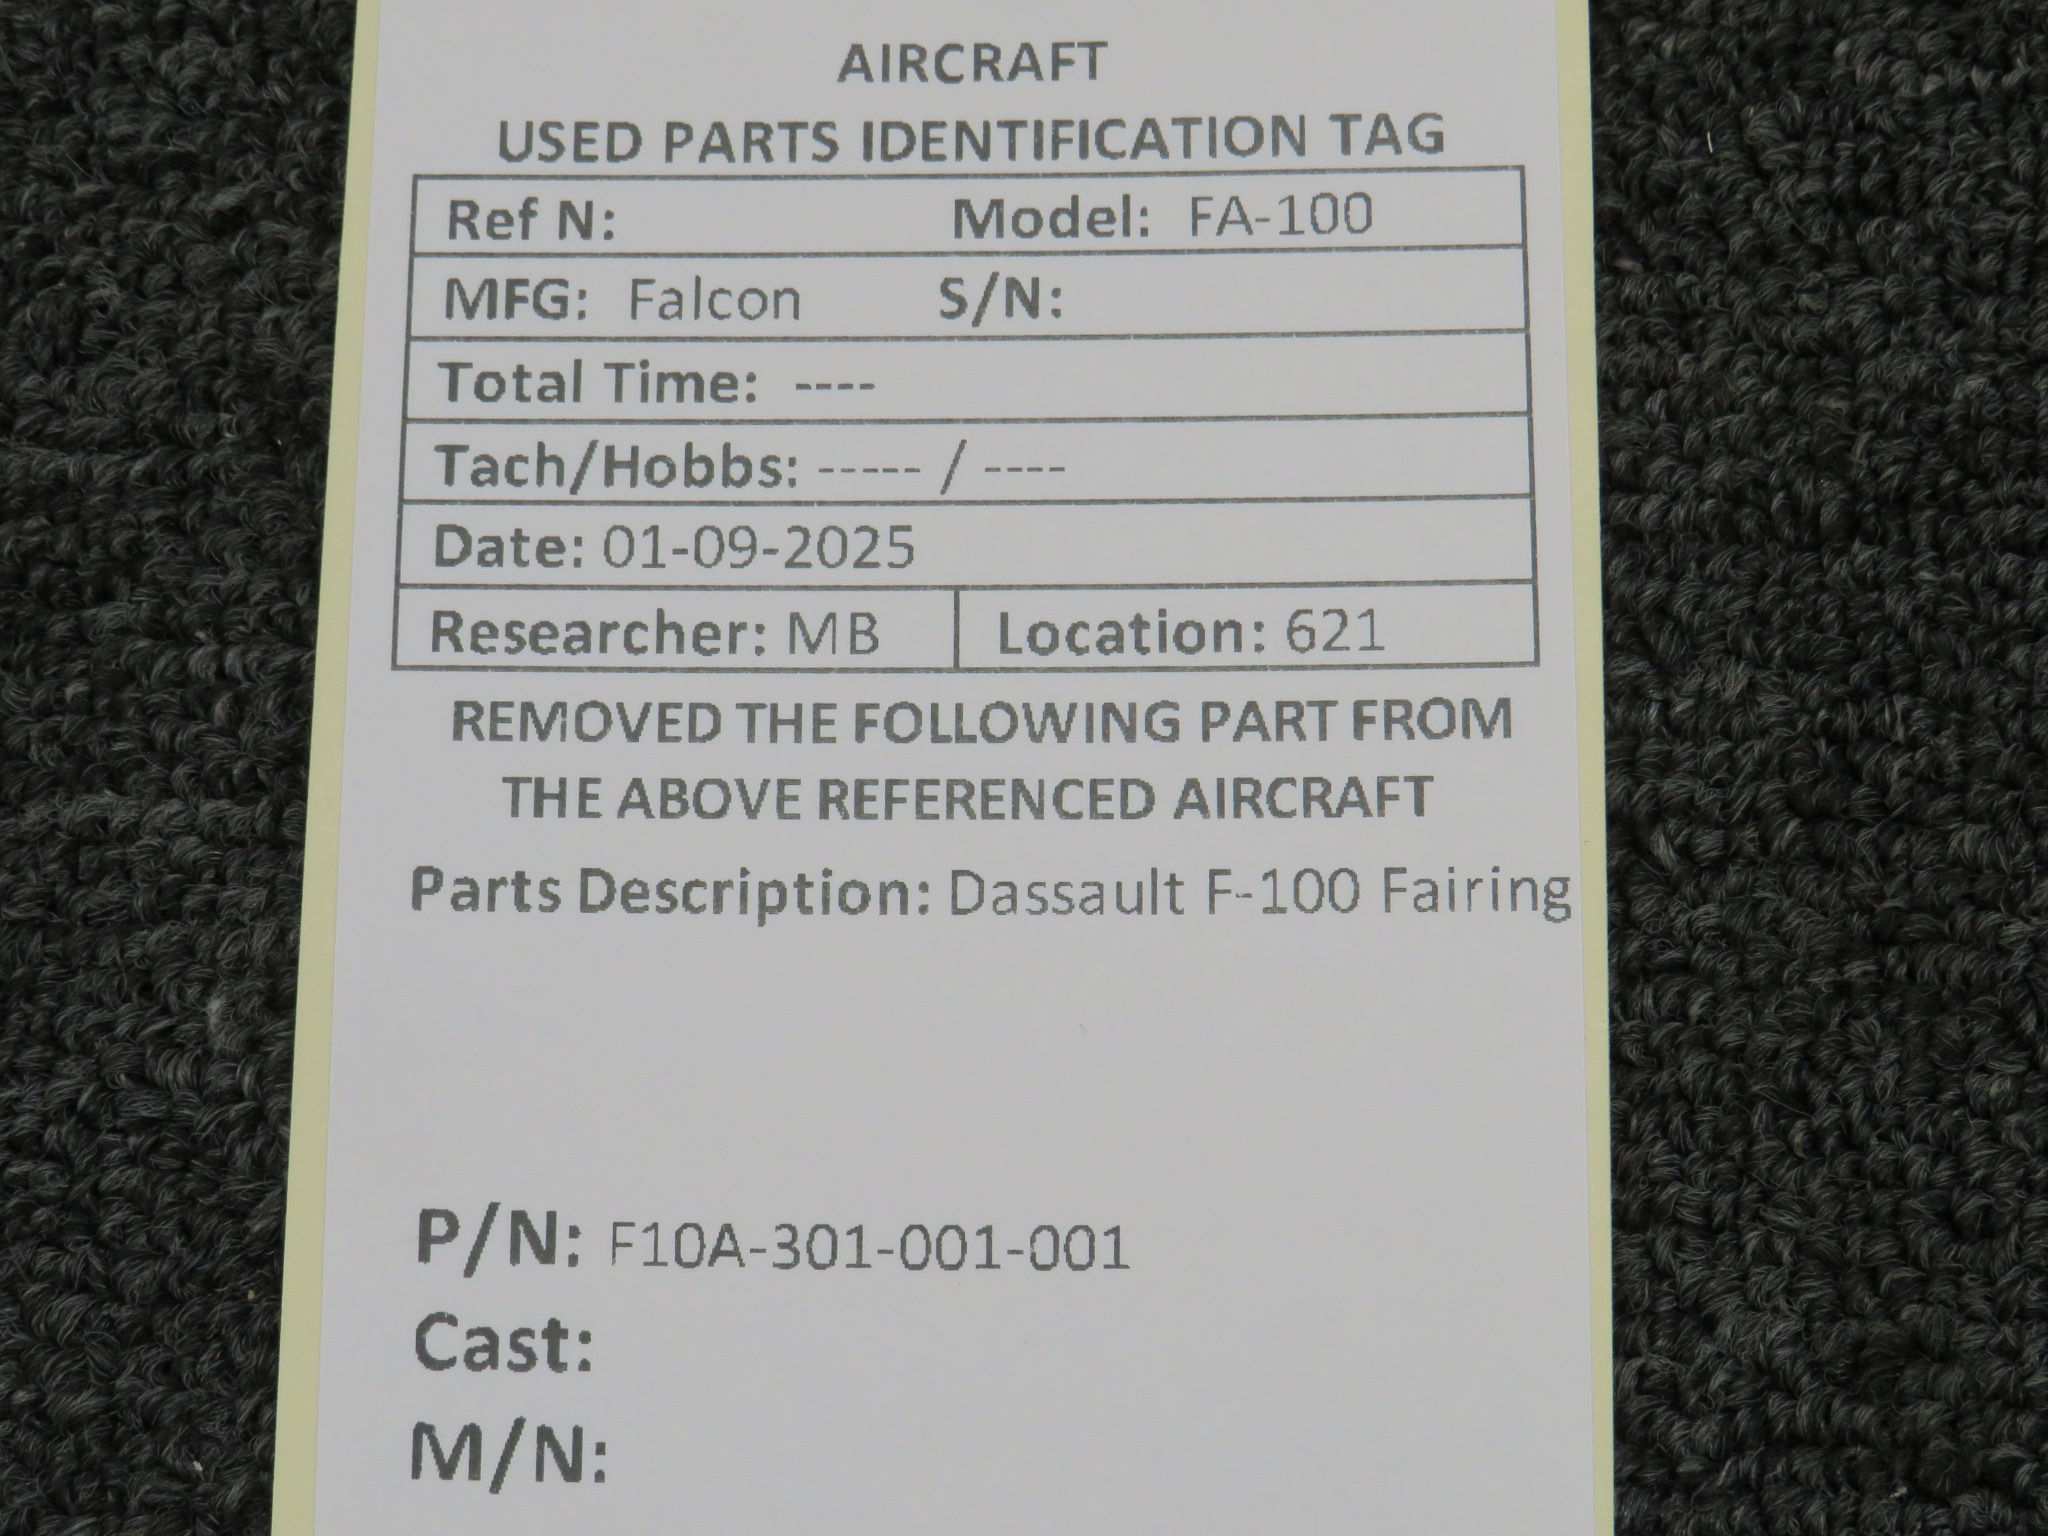 AIRCRAFT
USED PARTS IDENTIFICATION TAG
Ref N: Model: FA-100
MFG: Falcon S/N:
Total Time: ----
Tach/Hobbs: ----- / ----
Date: 01-09-2025
Researcher: MB Location: 621
REMOVED THE FOLLOWING PART FROM
THE ABOVE REFERENCED AIRCRAFT
Parts Description: Dassault F-100 Fairing
P/N: F10A-301-001-001
Cast:
M/N: